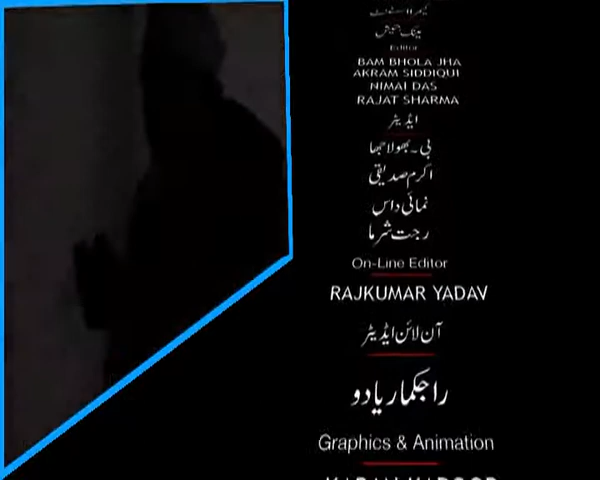 Editor
BAM BHOLA JHA
AKRAM SIDDIQUI
NIMAI DAS
RAJAT SHARMA
ایڈیٹر
بی۔بھولا جھا
اکرم صدیقی
نمائی داس
رجت شرما
On-Line Editor
RAJKUMAR YADAV
آن لائن ایڈیٹر
راجکمار یادو
Graphics & Animation